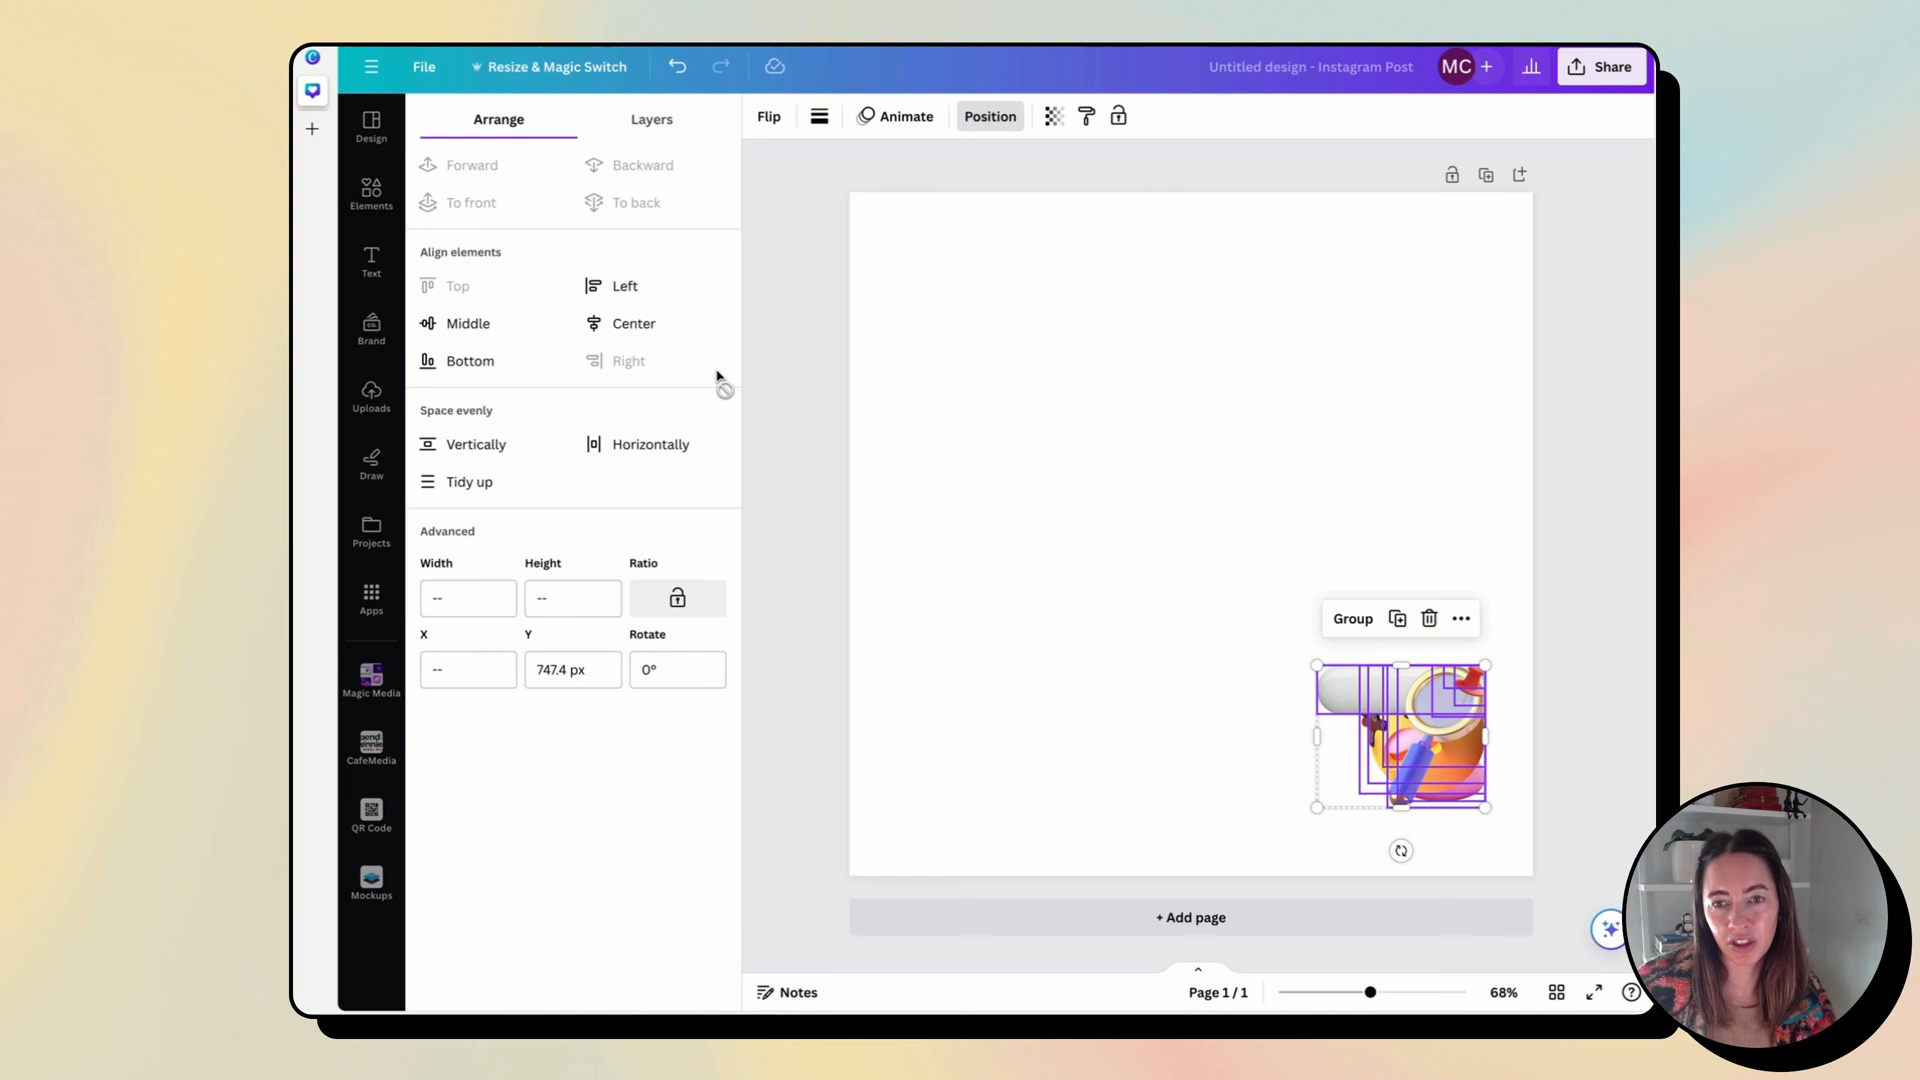 File
Resize & Magic Switch
Untitled design - Instagram Post
MC
+
Share
Design
Elements
Text
Brand
Uploads
Draw
Projects
Apps
Magic Media
CafeMedia
QR Code
Mockups
Arrange
Layers
Forward
Backward
To front
To back
Align elements
Top
Left
Middle
Center
Bottom
Right
Space evenly
Vertically
Horizontally
Tidy up
Advanced
Width
Height
Ratio
--
--
X
Y
Rotate
--
747.4 px
0°
Flip
Animate
Position
Group
+ Add page
Notes
Page 1 / 1
68%
?